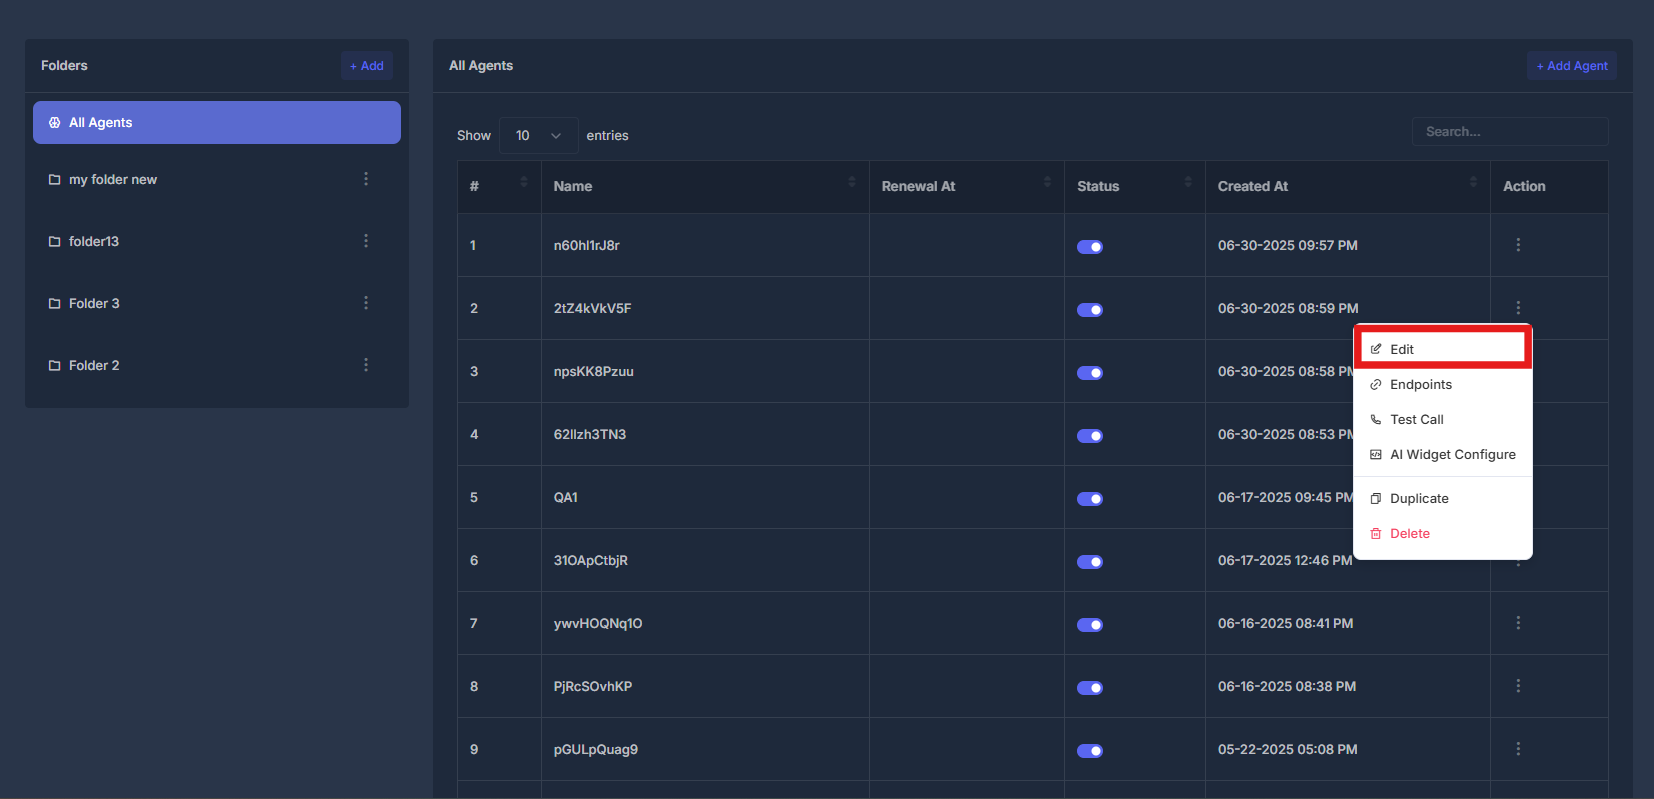 Folders
+ Add
All Agents
my folder new
folder13
Folder 3
Folder 2
All Agents
+ Add Agent
Show 10 entries
Search...
# Name Renewal At Status Created At Action
1 n60hl1rJ8r 06-30-2025 09:57 PM
2 2tZ4kVkV5F 06-30-2025 08:59 PM
3 npsKK8Pzuu 06-30-2025 08:58 PM
4 62llzh3TN3 06-30-2025 08:53 PM
5 QA1 06-17-2025 09:45 PM
6 31OApCtbjR 06-17-2025 12:46 PM
7 ywvHOQNq1O 06-16-2025 08:41 PM
8 PjRcSOvhKP 06-16-2025 08:38 PM
9 pGULpQuag9 05-22-2025 05:08 PM
Edit
Endpoints
Test Call
AI Widget Configure
Duplicate
Delete